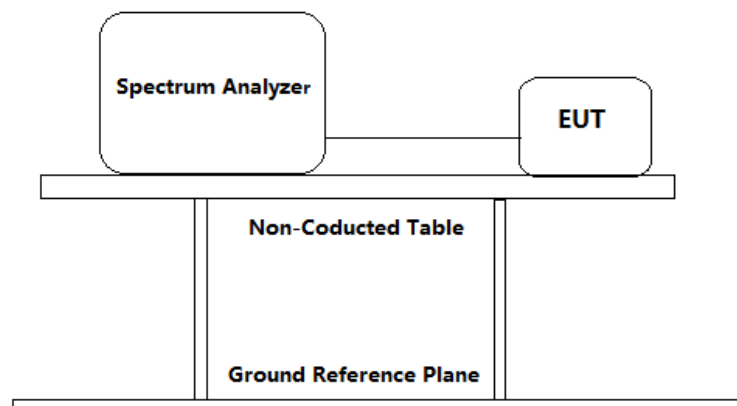 Spectrum Analyzer
EUT
Non-Coducted Table
Ground Reference Plane